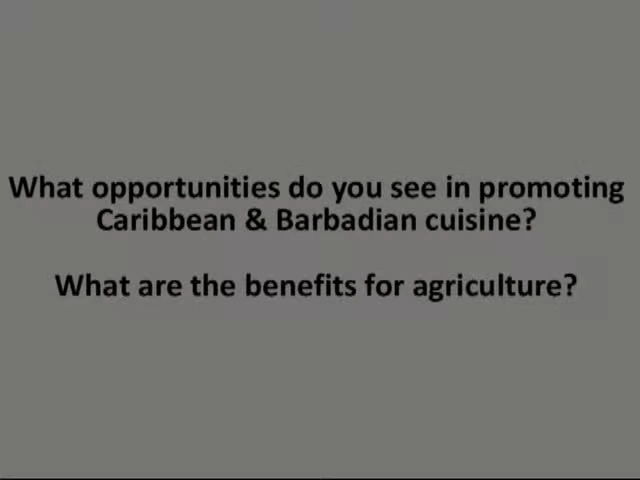 What opportunities do you see in promoting
Caribbean & Barbadian cuisine?
What are the benefits for agriculture?